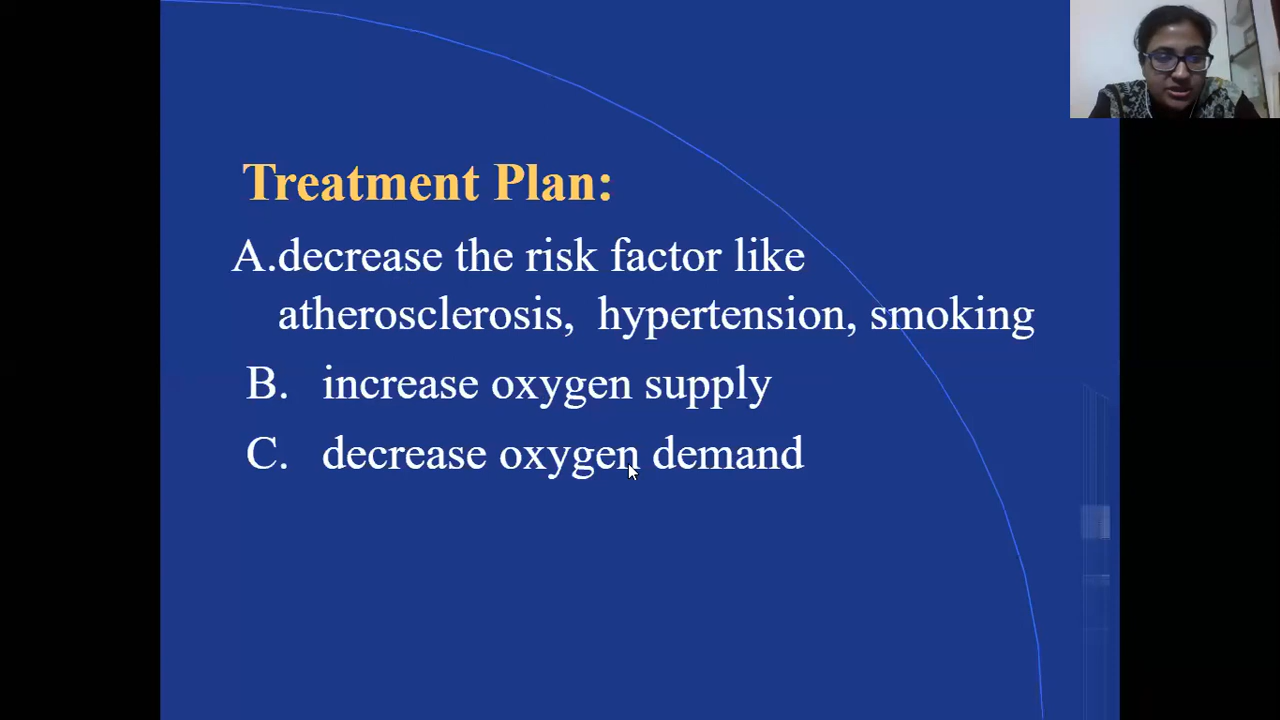 Treatment Plan:
A.decrease the risk factor like
atherosclerosis, hypertension, smoking
B. increase oxygen supply
C. decrease oxygen demand